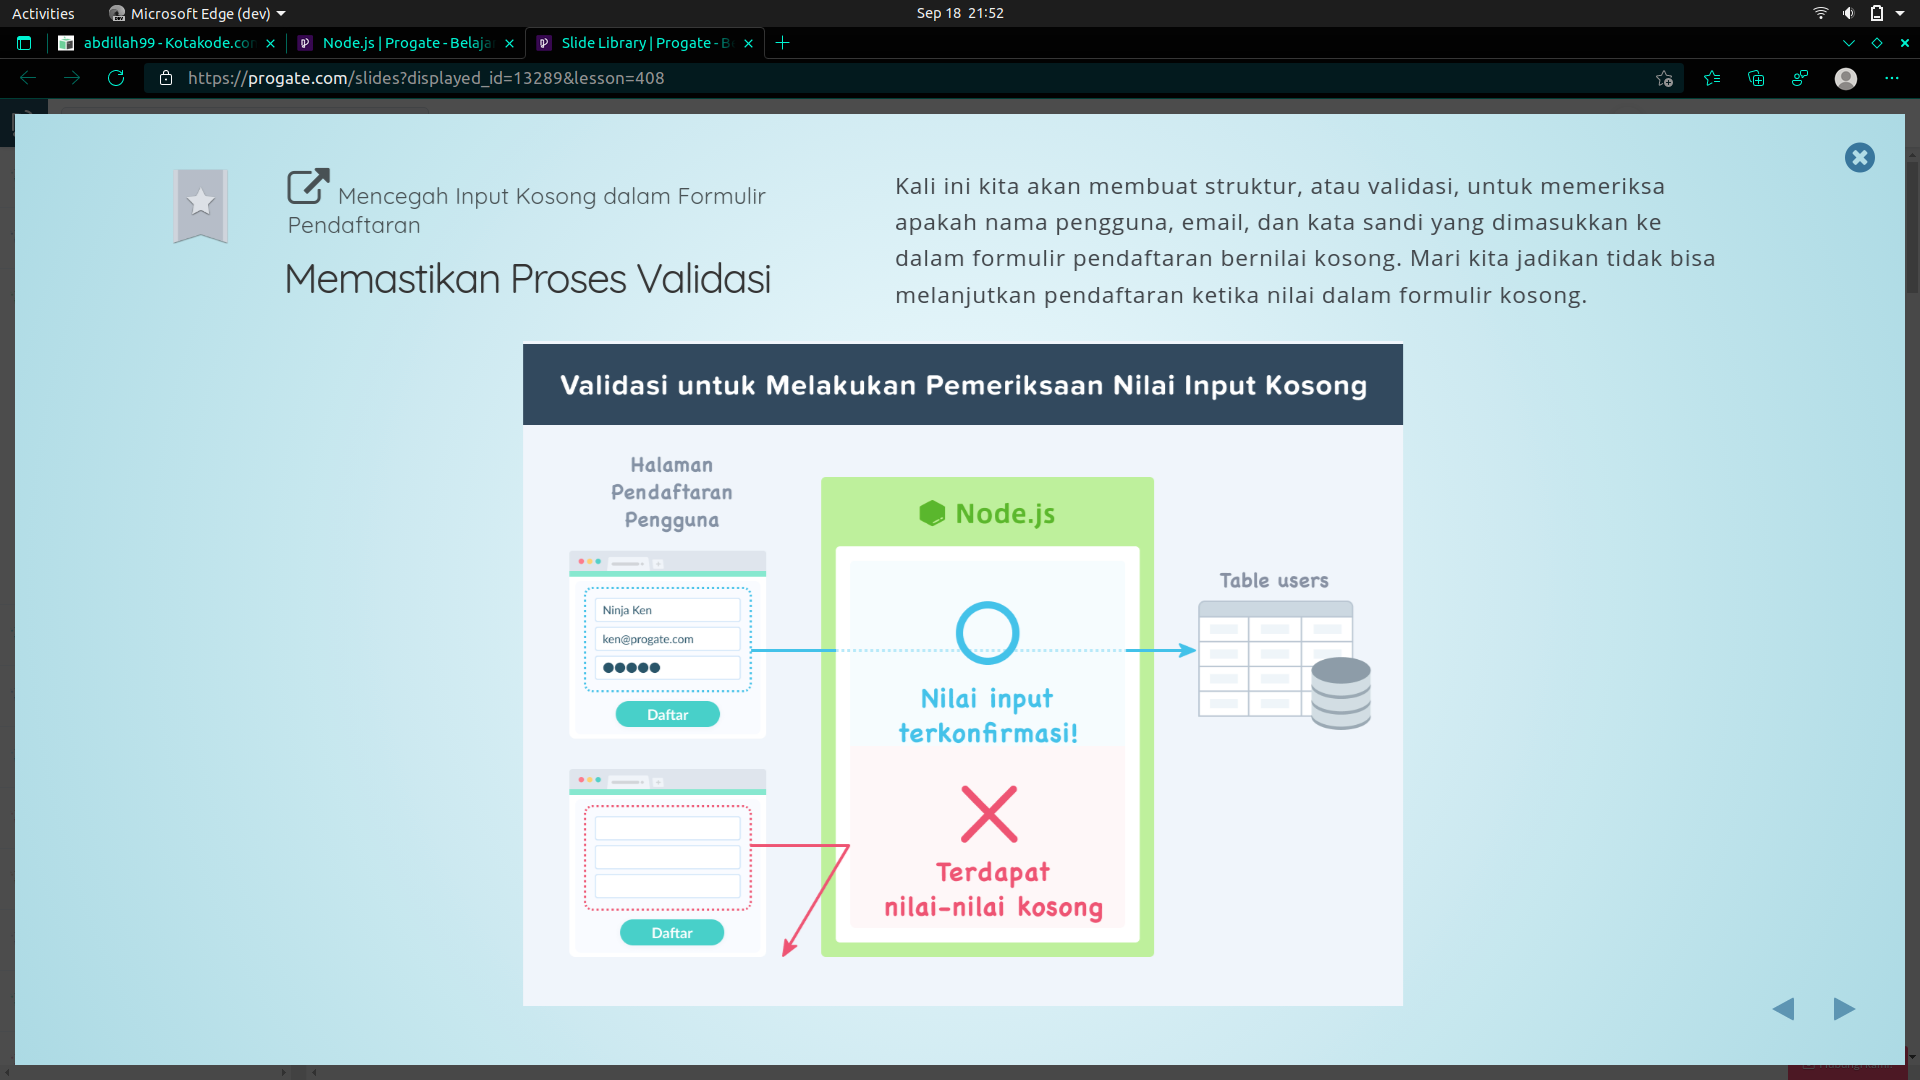 Activities
Microsoft Edge (dev)
Sep 18 21:52
abdillah99 - Kotakode.con
Node.js | Progate - Belaja
Slide Library | Progate - Be
https://progate.com/slides?displayed_id=13289&lesson=408
Mencegah Input Kosong dalam Formulir
Pendaftaran
Memastikan Proses Validasi
Kali ini kita akan membuat struktur, atau validasi, untuk memeriksa
apakah nama pengguna, email, dan kata sandi yang dimasukkan ke
dalam formulir pendaftaran bernilai kosong. Mari kita jadikan tidak bisa
melanjutkan pendaftaran ketika nilai dalam formulir kosong.
Validasi untuk Melakukan Pemeriksaan Nilai Input Kosong
Halaman
Pendaftaran
Pengguna
Ninja Ken
ken@progate.com
Daftar
Node.js
Nilai input
terkonfirmasi!
Table users
Terdapat
nilai-nilai kosong
Daftar